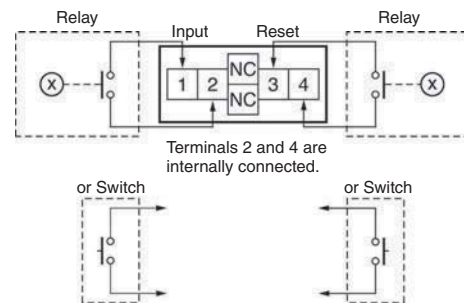 Relay
Input
Reset
Relay
X
1
2
NC
NC
3
4
X
Terminals 2 and 4 are
internally connected.
or Switch
or Switch